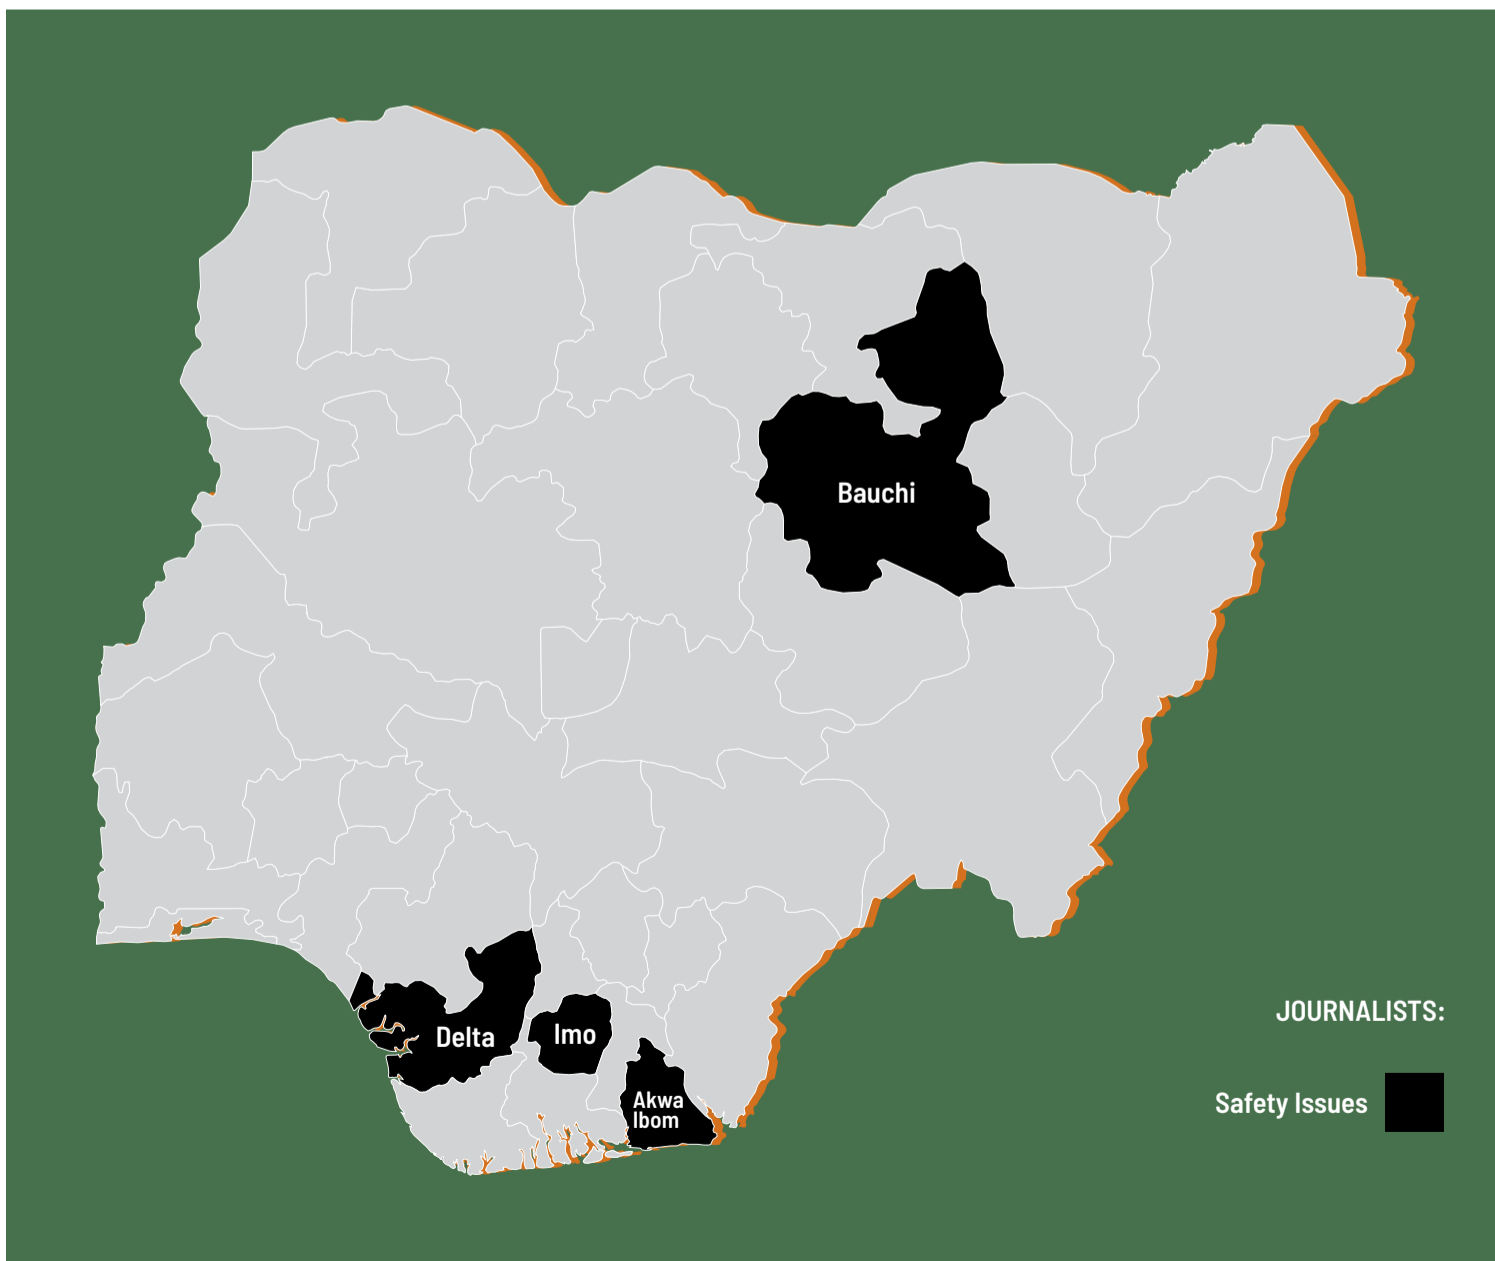 Bauchi
Delta
Imo
Akwa
Ibom
JOURNALISTS:
Safety Issues